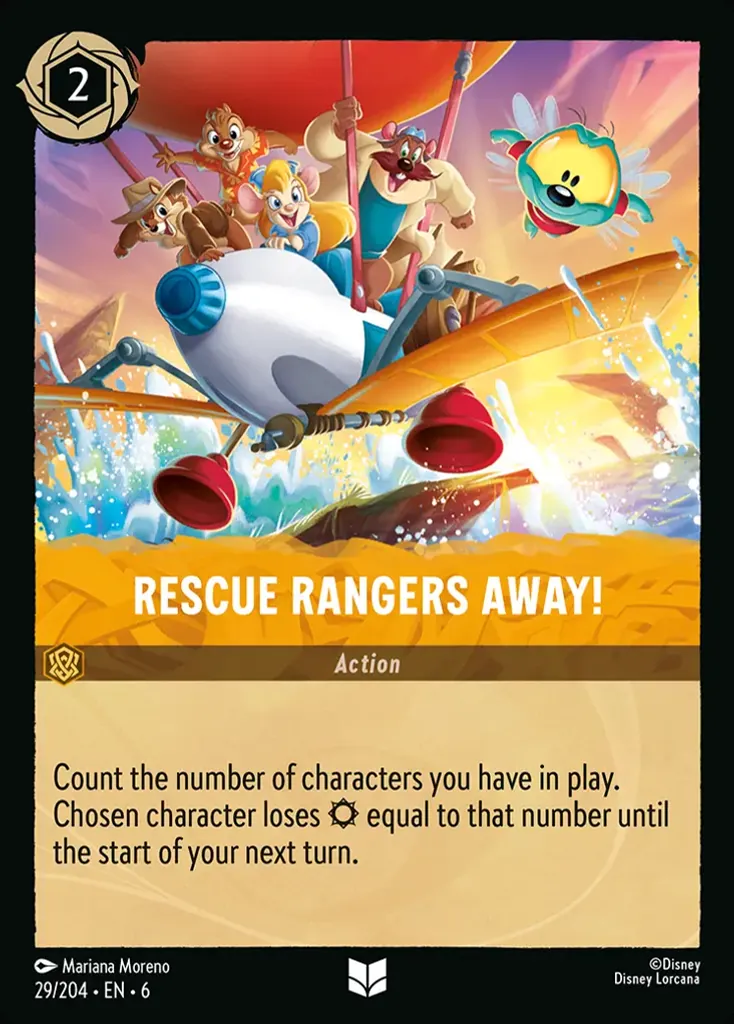 2
RESCUE RANGERS AWAY!
Action
Count the number of characters you have in play.
Chosen character loses equal to that number until
the start of your next turn.
Mariana Moreno
©Disney
29/204 • EN • 6
Disney Lorcana